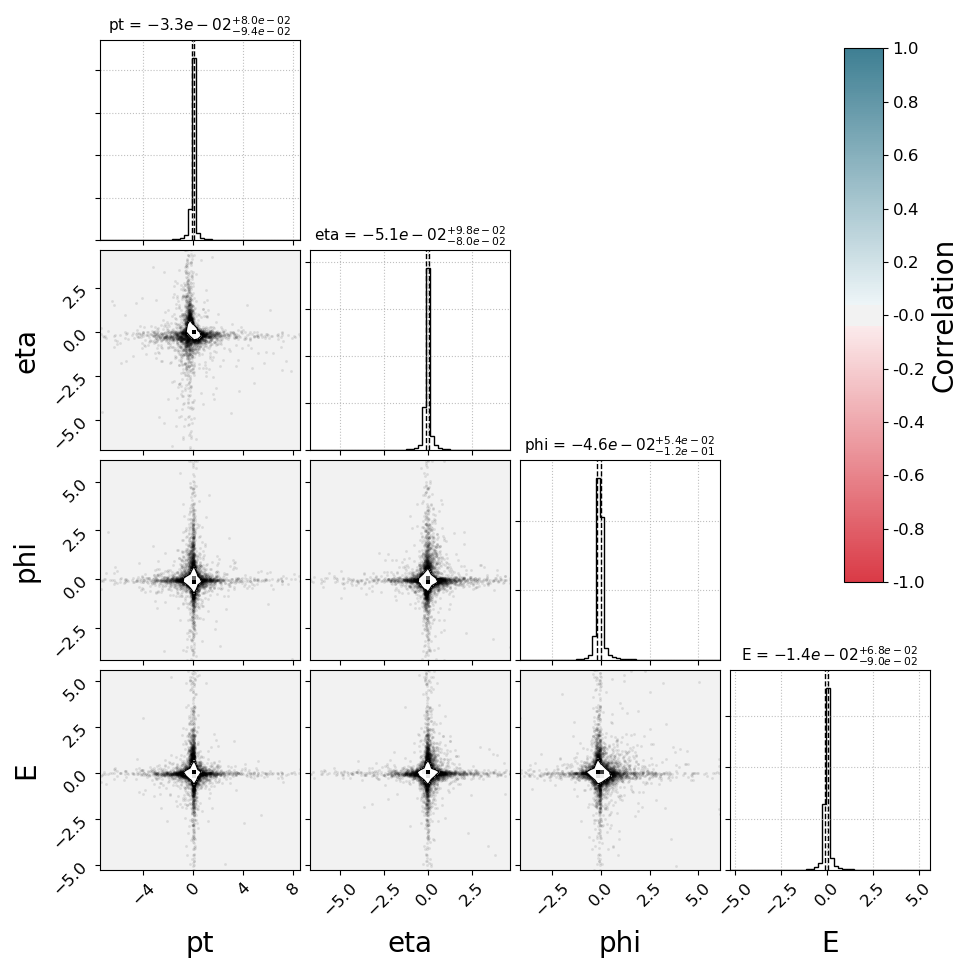 pt = −3.3e − 02 +8.0e−02 −9.4e−02
1.0
0.8
0.6
0.4
0.2
-0.0
-0.2
-0.4
-0.6
-0.8
-1.0
Correlation
eta = −5.1e − 02 +9.8e−02 −8.0e−02
eta
2.5
0.0
−2.5
−5.0
phi = −4.6e − 02 +5.4e−02 −1.2e−01
phi
5.0
2.5
0.0
−2.5
E = −1.4e − 02 +6.8e−02 −9.0e−02
E
5.0
2.5
0.0
−2.5
−5.0
−4 0 4 8
−5.0 −2.5 0.0 2.5
−2.5 0.0 2.5 5.0
−5.0 −2.5 0.0 2.5 5.0
pt eta phi E